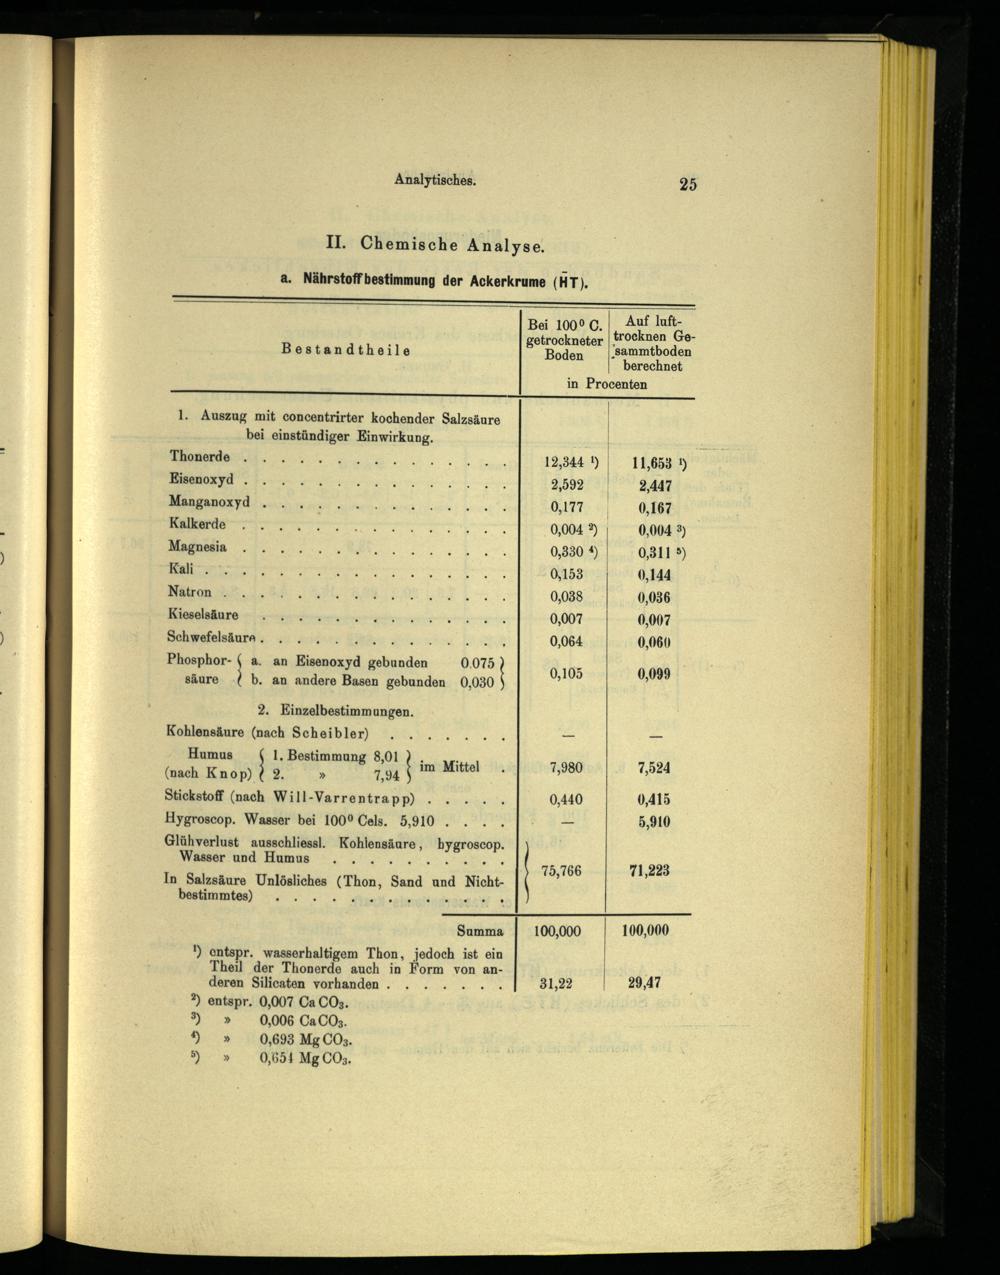 Analytisches. 25
II. Chemische Analyse.
a. Nährstoffbestimmung der Ackerkrume (H̄T).
Bestandtheile
Bei 100° C. getrockneter Boden
Auf lufttrocknen Gesammtboden berechnet
in Procenten
1. Auszug mit concentrirter kochender Salzsäure
bei einstündiger Einwirkung.
Thonerde . . . . . . . . . . . . . . . 12,344 ¹) 11,653 ¹)
Eisenoxyd . . . . . . . . . . . . . . . 2,592 2,447
Manganoxyd . . . . . . . . . . . . . . 0,177 0,167
Kalkerde . . . . . . . . . . . . . . . 0,004 ²) 0,004 ³)
Magnesia . . . . . . . . . . . . . . . 0,330 ⁴) 0,311 ⁵)
Kali . . . . . . . . . . . . . . . . . 0,153 0,144
Natron . . . . . . . . . . . . . . . . 0,038 0,036
Kieselsäure . . . . . . . . . . . . . . 0,007 0,007
Schwefelsäure . . . . . . . . . . . . . 0,064 0,060
Phosphor- { a. an Eisenoxyd gebunden 0.075 }
säure { b. an andere Basen gebunden 0,030 } 0,105 0,099
2. Einzelbestimmungen.
Kohlensäure (nach Scheibler) . . . . . . . — —
Humus { 1. Bestimmung 8,01 }
(nach Knop) { 2. » 7,94 } im Mittel . 7,980 7,524
Stickstoff (nach Will-Varrentrapp) . . . . . 0,440 0,415
Hygroscop. Wasser bei 100° Cels. 5,910 . . . . — 5,910
Glühverlust ausschliessl. Kohlensäure, hygroscop.
Wasser und Humus . . . . . . . . . .
In Salzsäure Unlösliches (Thon, Sand und Nicht-
bestimmtes) . . . . . . . . . . . . . } 75,766 71,223
Summa 100,000 100,000
¹) entspr. wasserhaltigem Thon, jedoch ist ein
Theil der Thonerde auch in Form von an-
deren Silicaten vorhanden . . . . . . . 31,22 29,47
²) entspr. 0,007 CaCO₃.
³) » 0,006 CaCO₃.
⁴) » 0,693 MgCO₃.
⁵) » 0,654 MgCO₃.